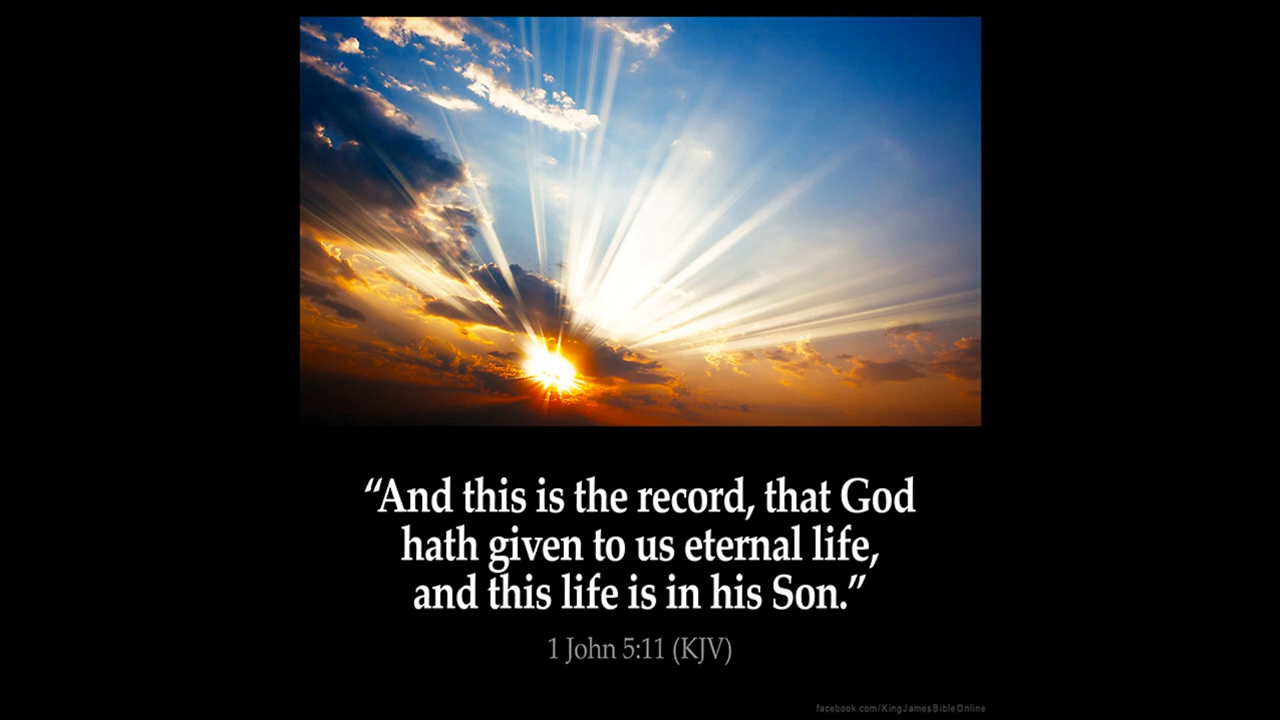 “And this is the record, that God
hath given to us eternal life,
and this life is in his Son.”
1 John 5:11 (KJV)
facebook.com/KingJamesBibleOnline